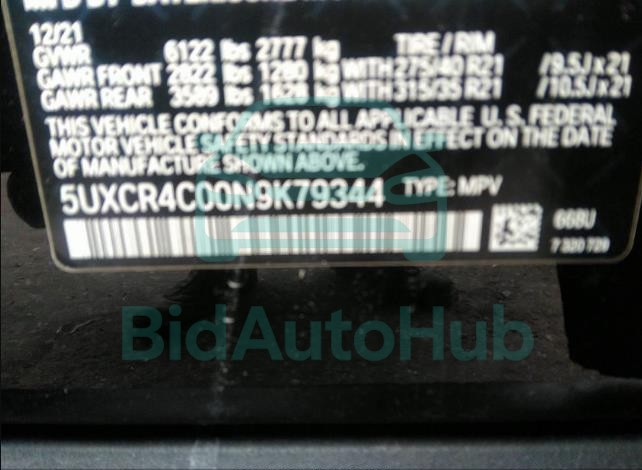 12/21
GVWR 6122 lbs 2777 kg TIRE / RIM
GAWR FRONT 2822 lbs 1280 kg WITH 275/40 R21 /9.5J x 21
GAWR REAR 3589 lbs 1628 kg WITH 315/35 R21 /10.5J x 21
THIS VEHICLE CONFORMS TO ALL APPLICABLE U. S. FEDERAL
MOTOR VEHICLE SAFETY STANDARDS IN EFFECT ON THE DATE
OF MANUFACTURE SHOWN ABOVE.
5UXCR4C00N9K79344 TYPE: MPV
668U
7 320 729
BidAutoHub